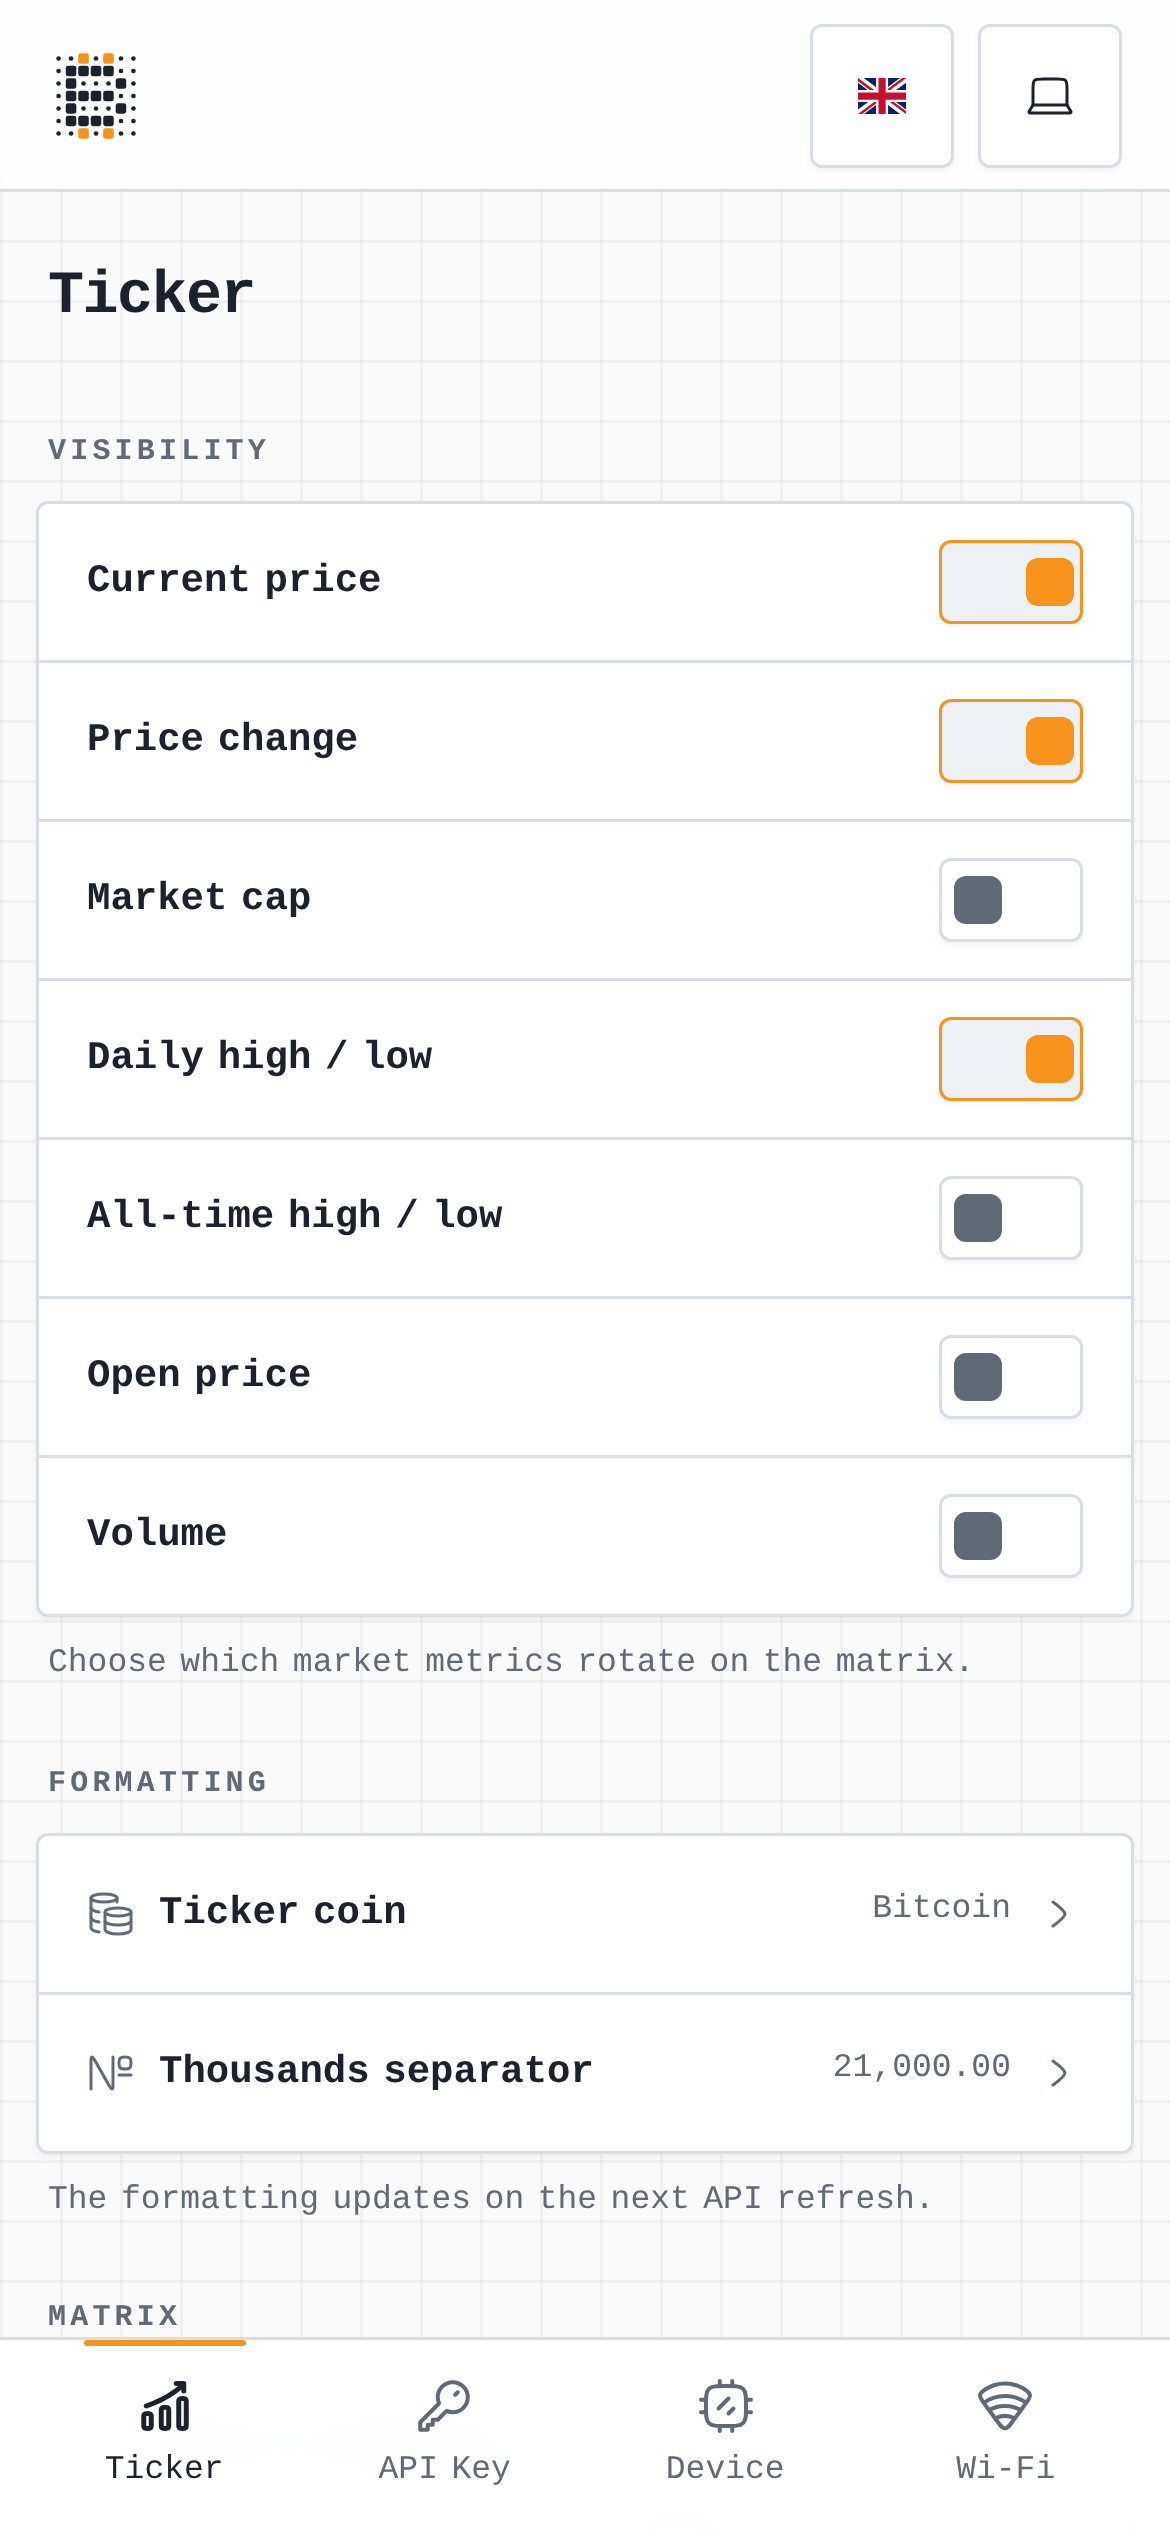 Ticker
VISIBILITY
Current price
Price change
Market cap
Daily high / low
All-time high / low
Open price
Volume
Choose which market metrics rotate on the matrix.
FORMATTING
Ticker coin Bitcoin
Thousands separator 21,000.00
The formatting updates on the next API refresh.
MATRIX
Ticker API Key Device Wi-Fi